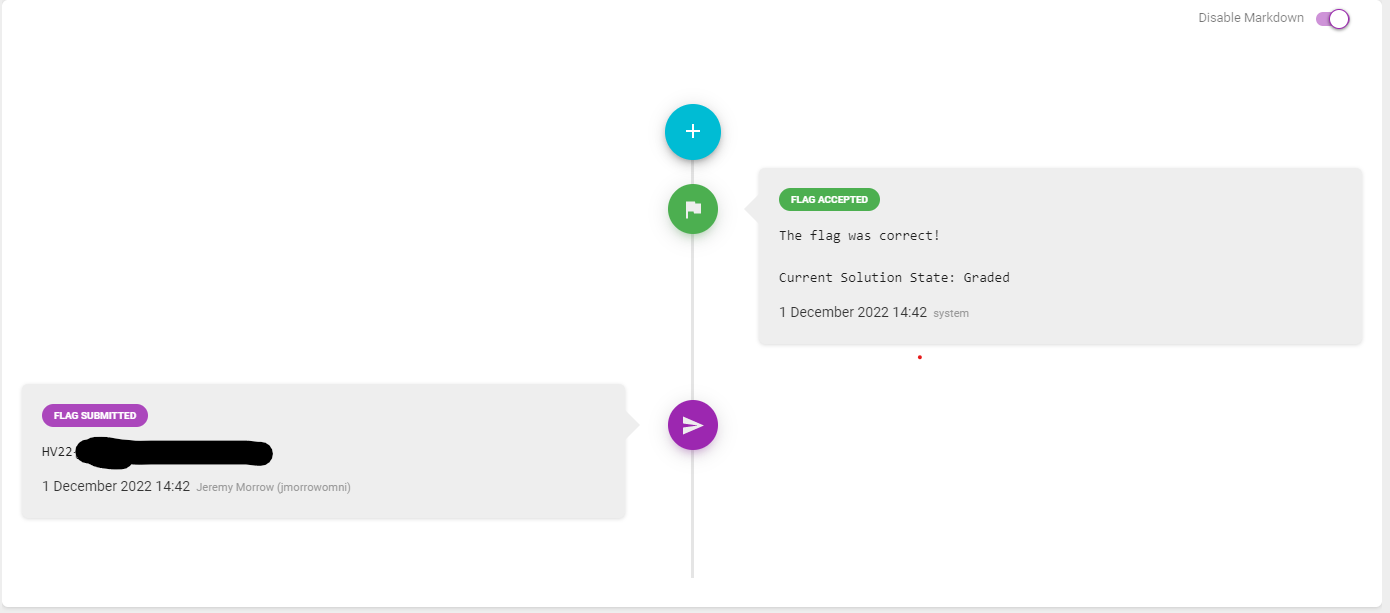 Disable Markdown
FLAG ACCEPTED
The flag was correct!
Current Solution State: Graded
1 December 2022 14:42 system
FLAG SUBMITTED
HV22-
1 December 2022 14:42 Jeremy Morrow (jmorrowomni)